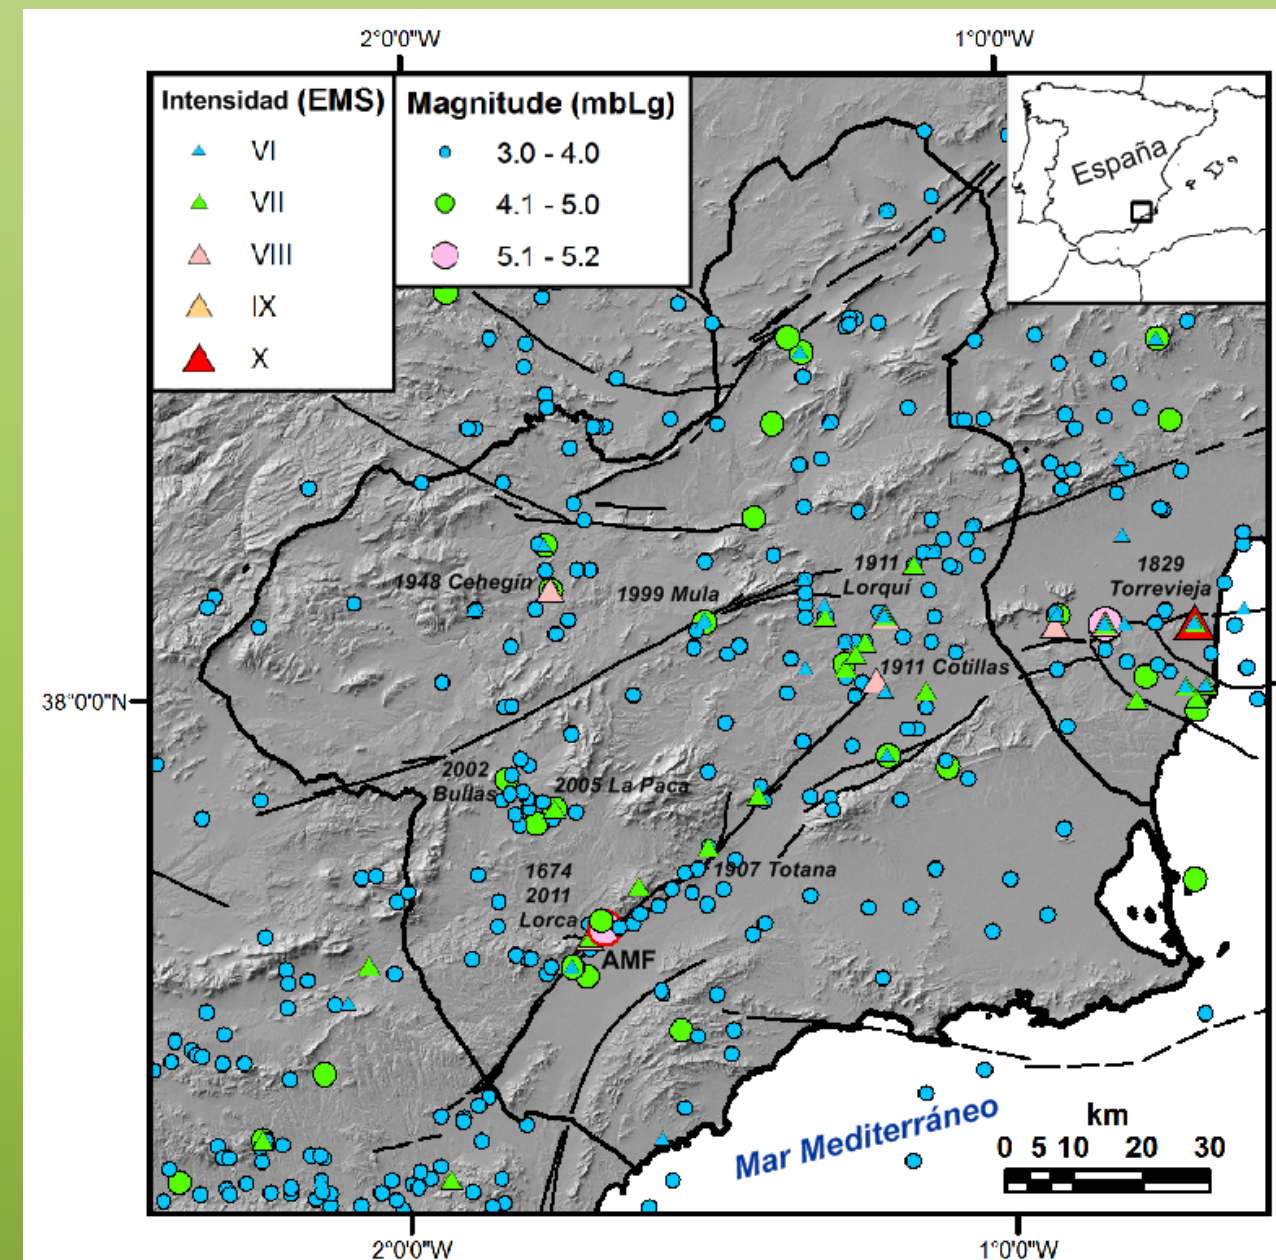 2°0'0"W
1°0'0"W
Intensidad (EMS)
VI
VII
VIII
IX
X
Magnitude (mbLg)
3.0 - 4.0
4.1 - 5.0
5.1 - 5.2
España
1948 Cehegín
1999 Mula
1911
Lorquí
1829
Torrevieja
1911 Cotillas
38°0'0"N
2002
Bullas
2005 La Paca
1674
2011
Lorca
1907 Totana
AMF
Mar Mediterráneo
km
0 5 10 20 30
2°0'0"W
1°0'0"W